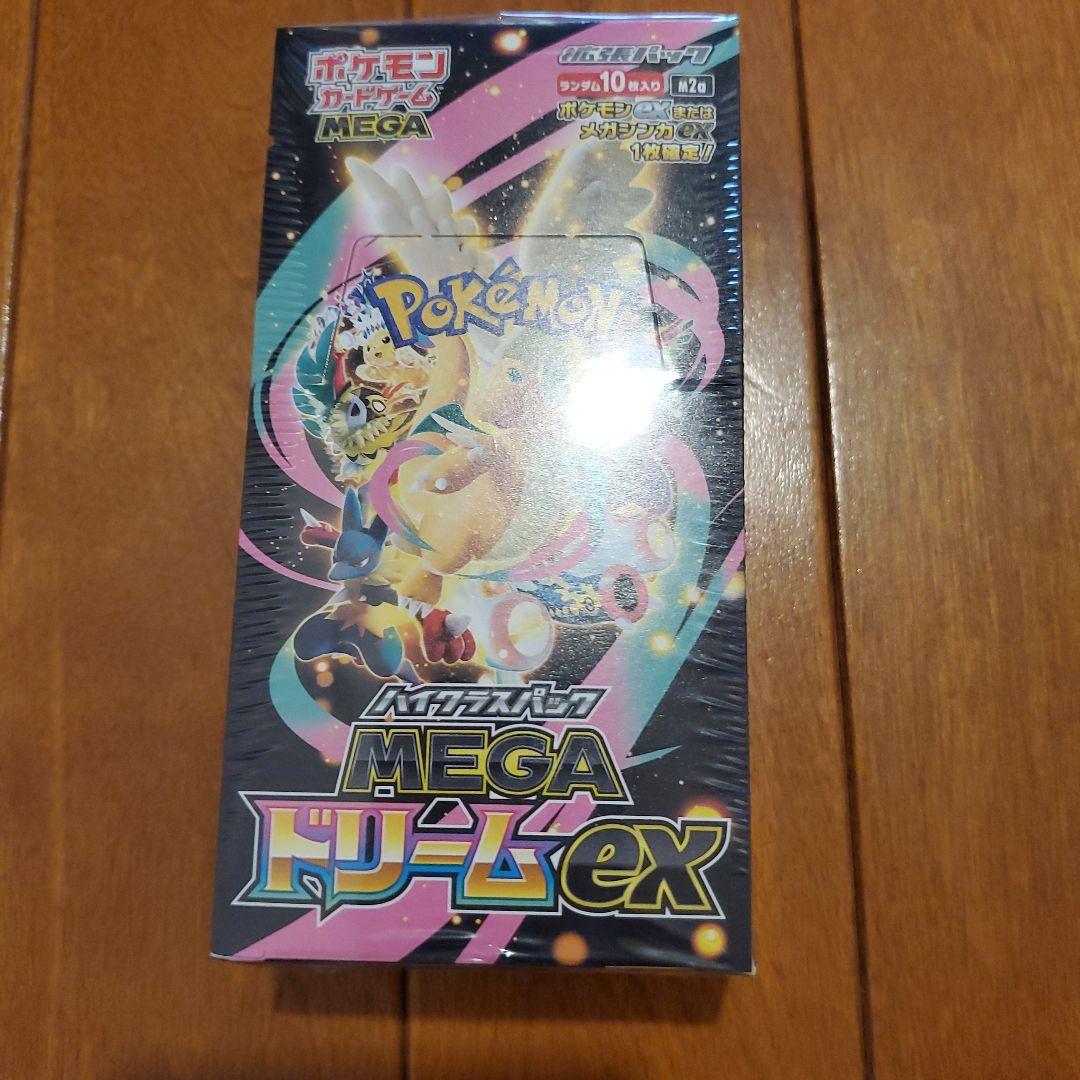 ポケモン
カードゲーム
MEGA
拡張パック
ランダム10枚入り M2a
ポケモンexまたは
メガシンカex
1枚確定!
POKéMON
ハイクラスパック
MEGA
ドリームex